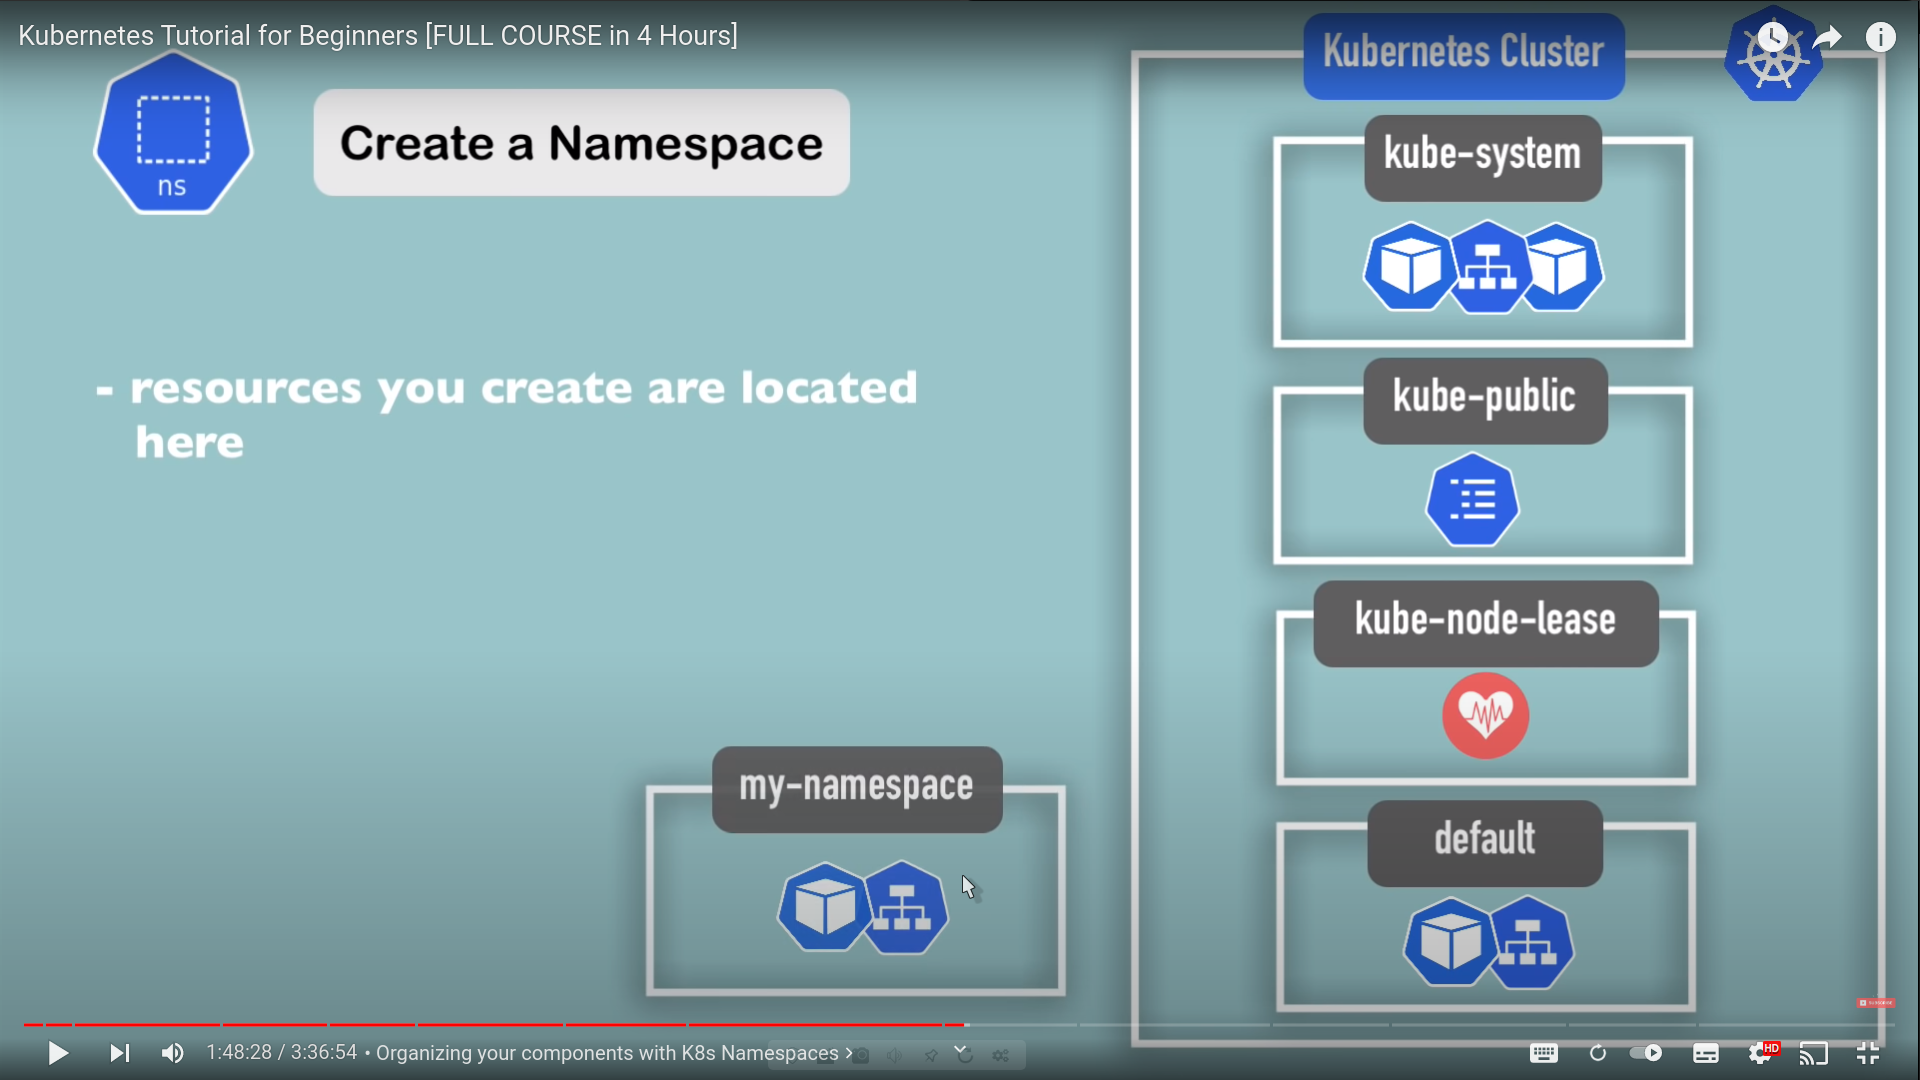 Kubernetes Tutorial for Beginners [FULL COURSE in 4 Hours]
ns
Create a Namespace
- resources you create are located
here
my-namespace
Kubernetes Cluster
kube-system
kube-public
kube-node-lease
default
1:48:28 / 3:36:54 • Organizing your components with K8s Namespaces
HD